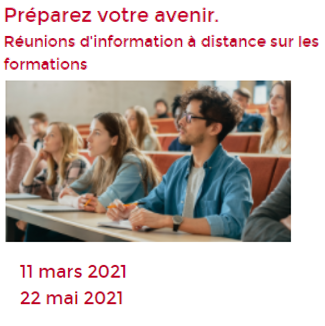 Préparez votre avenir.
Réunions d'information à distance sur les
formations
11 mars 2021
22 mai 2021